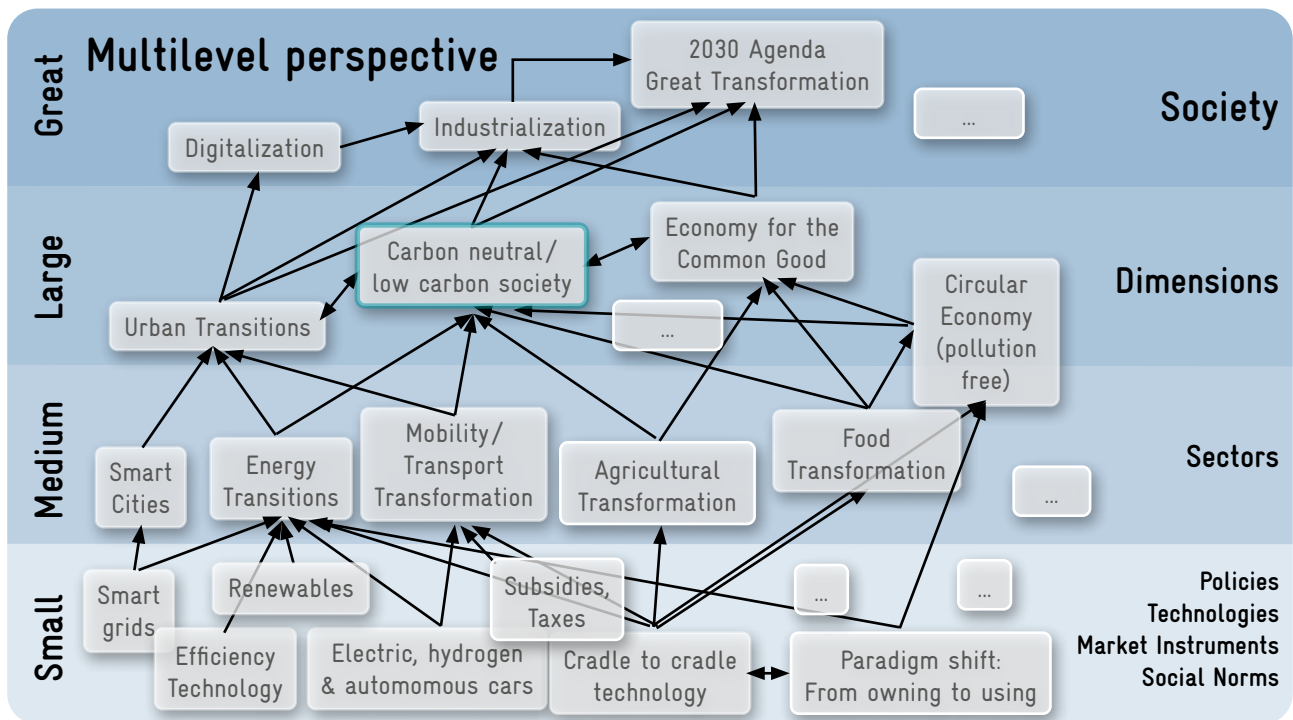 Multilevel perspective
Great
Society
2030 Agenda
Great Transformation
...
Industrialization
Digitalization
Large
Dimensions
Carbon neutral/
low carbon society
Economy for the
Common Good
Circular
Economy
(pollution
free)
Urban Transitions
...
Medium
Sectors
Smart
Cities
Energy
Transitions
Mobility/
Transport
Transformation
Agricultural
Transformation
Food
Transformation
...
Small
Policies
Technologies
Market Instruments
Social Norms
Smart
grids
Renewables
Subsidies,
Taxes
...
...
Efficiency
Technology
Electric, hydrogen
& automomous cars
Cradle to cradle
technology
Paradigm shift:
From owning to using